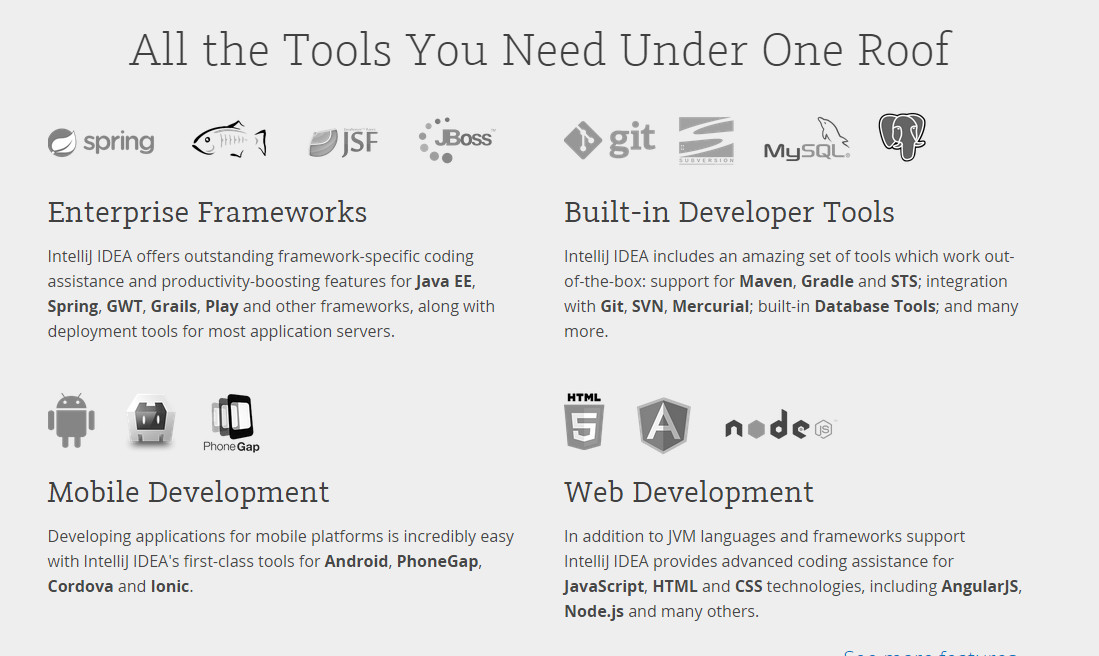 All the Tools You Need Under One Roof
spring
JSF
JBoss™
git
SUBVERSION
MySQL®
Enterprise Frameworks
IntelliJ IDEA offers outstanding framework-specific coding
assistance and productivity-boosting features for Java EE,
Spring, GWT, Grails, Play and other frameworks, along with
deployment tools for most application servers.
Built-in Developer Tools
IntelliJ IDEA includes an amazing set of tools which work out-
of-the-box: support for Maven, Gradle and STS; integration
with Git, SVN, Mercurial; built-in Database Tools; and many
more.
PhoneGap
HTML
5
A
node
JS
Mobile Development
Developing applications for mobile platforms is incredibly easy
with IntelliJ IDEA's first-class tools for Android, PhoneGap,
Cordova and Ionic.
Web Development
In addition to JVM languages and frameworks support
IntelliJ IDEA provides advanced coding assistance for
JavaScript, HTML and CSS technologies, including AngularJS,
Node.js and many others.
See more features